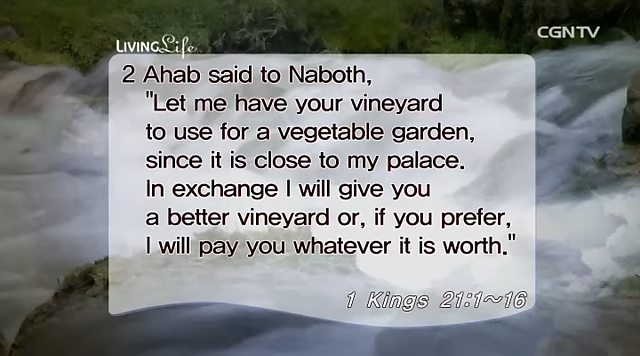 LIVING Life
CGNTV
2 Ahab said to Naboth,
"Let me have your vineyard
to use for a vegetable garden,
since it is close to my palace.
In exchange I will give you
a better vineyard or, if you prefer,
I will pay you whatever it is worth."
1 Kings 21:1~16